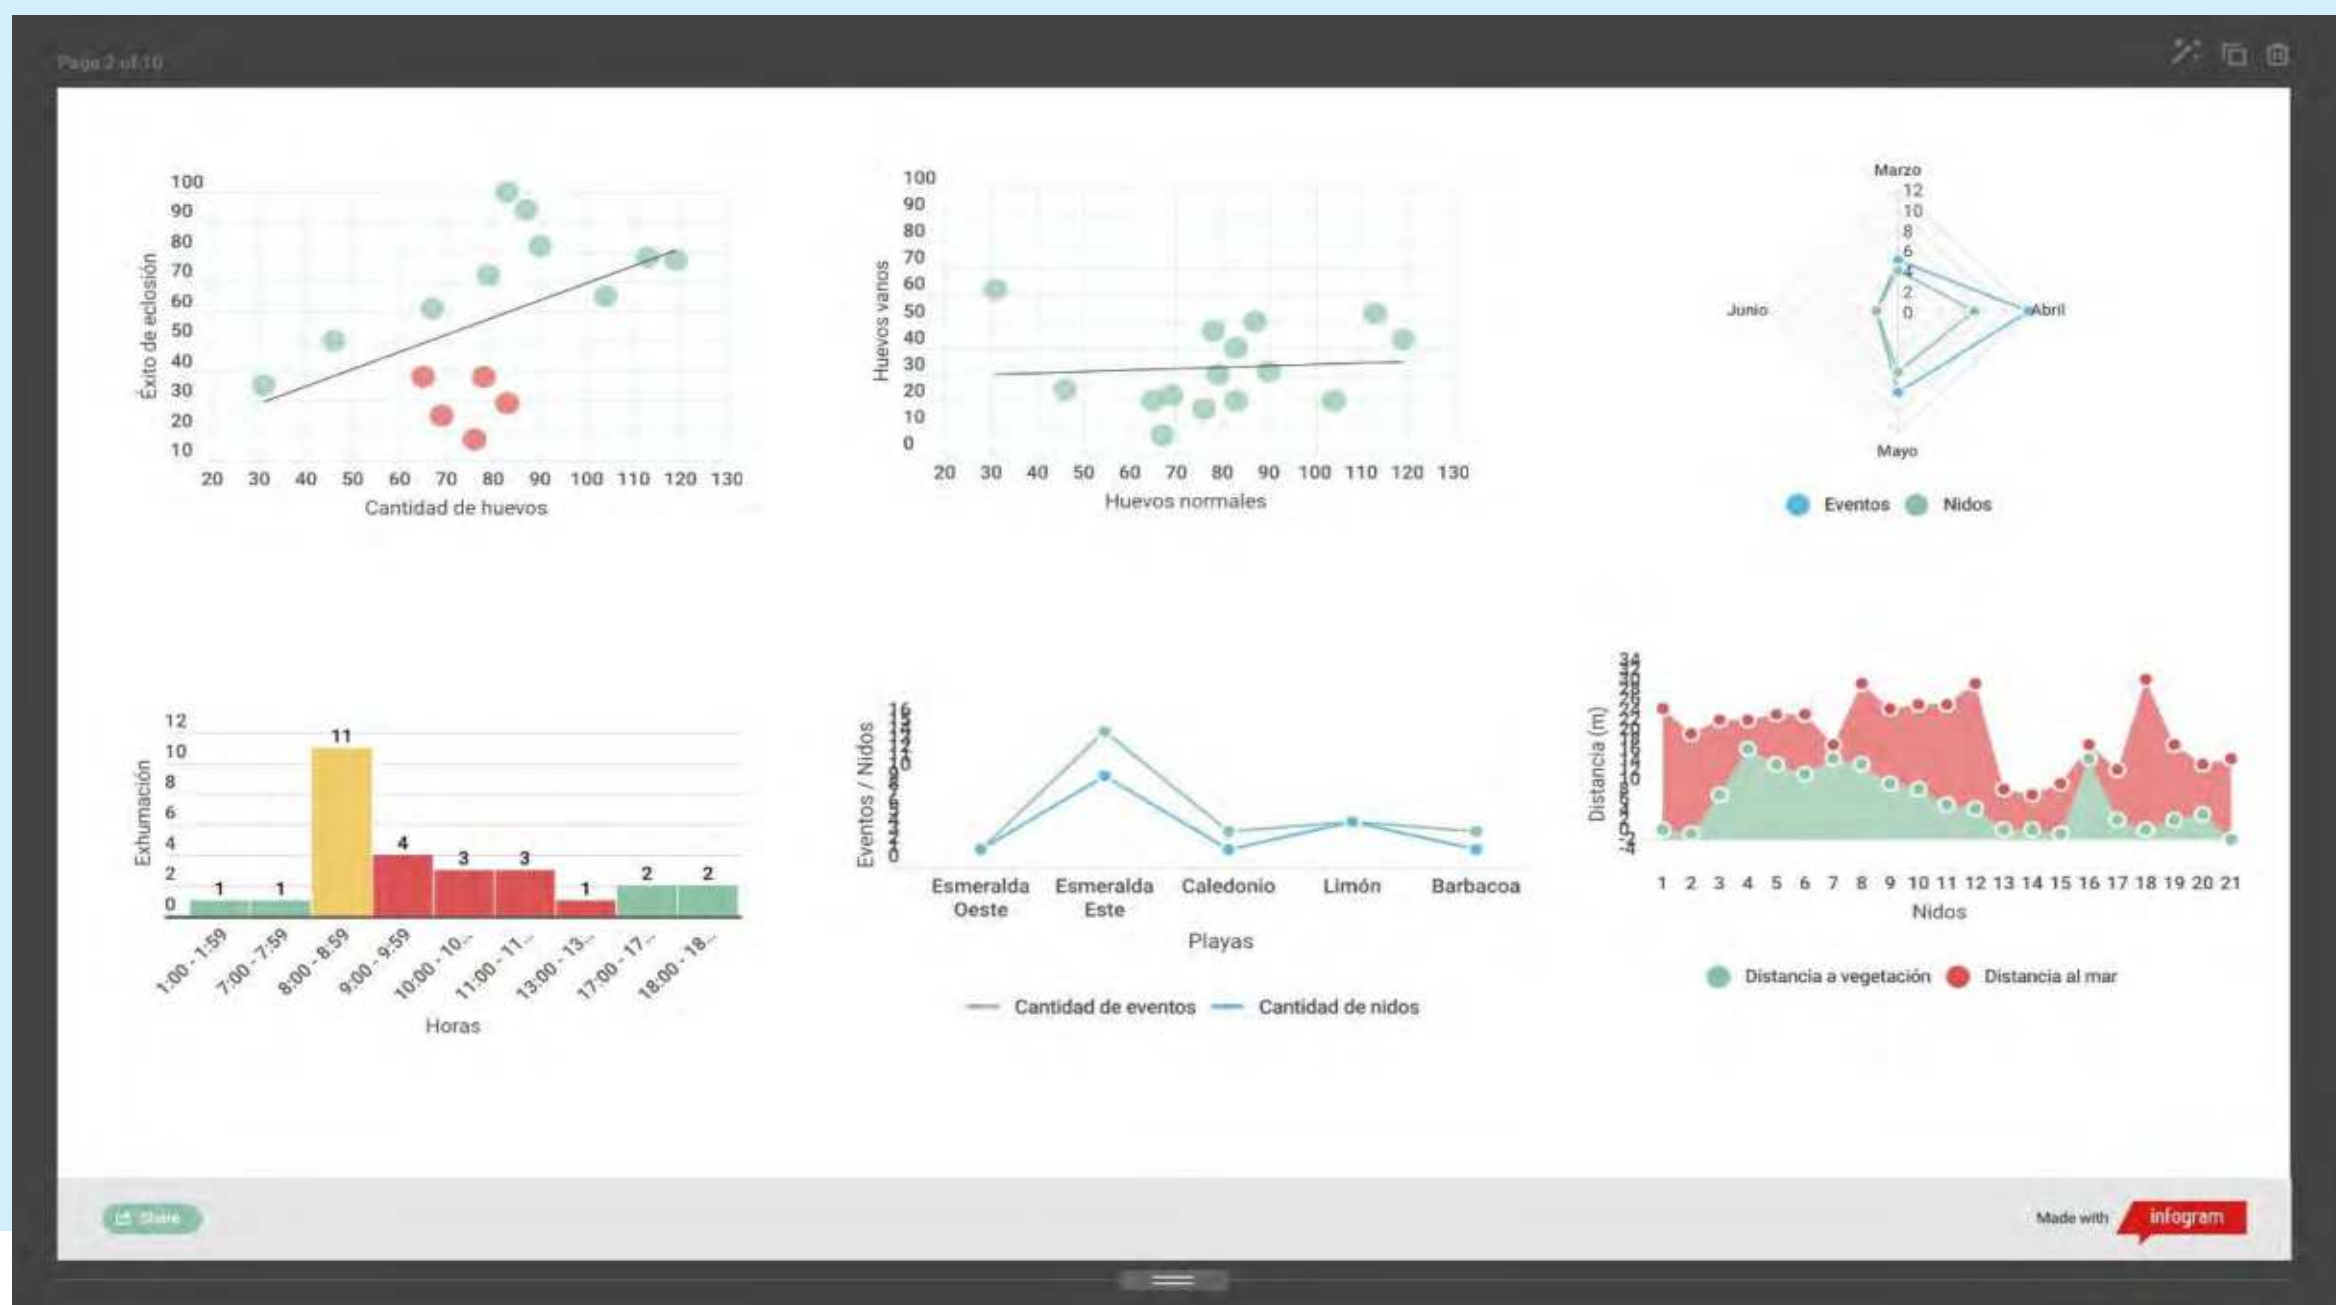 Page 2 of 10
100
90
80
70
60
50
40
30
20
10
Éxito de eclosión
20 30 40 50 60 70 80 90 100 110 120 130
Cantidad de huevos
100
90
80
70
60
50
40
30
20
10
0
Huevos vanos
20 30 40 50 60 70 80 90 100 110 120 130
Huevos normales
Marzo
12
10
8
6
4
2
0
Junio
Abril
Mayo
Eventos Nidos
12
10
8
6
4
2
0
Exhumación
1 1 11 4 3 3 1 2 2
1:00 - 1:59 7:00 - 7:59 8:00 - 8:59 9:00 - 9:59 10:00 - 10... 11:00 - 11... 13:00 - 13... 17:00 - 17... 18:00 - 18...
Horas
Eventos / Nidos
16
10
0
Esmeralda Oeste
Esmeralda Este
Caledonio
Limón
Barbacoa
Playas
Cantidad de eventos Cantidad de nidos
Distancia (m)
34
-4
1 2 3 4 5 6 7 8 9 10 11 12 13 14 15 16 17 18 19 20 21
Nidos
Distancia a vegetación Distancia al mar
Share
Made with infogram